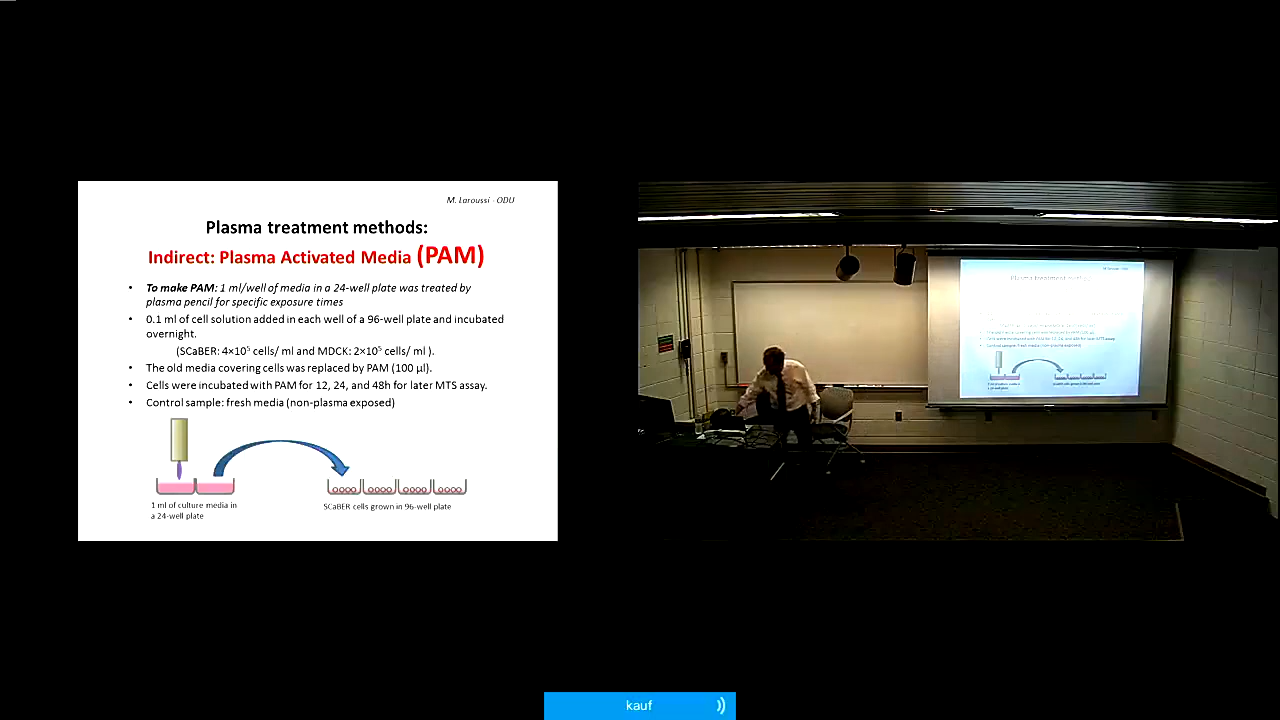 M. Laroussi - ODU
Plasma treatment methods:
Indirect: Plasma Activated Media (PAM)
• To make PAM: 1 ml/well of media in a 24-well plate was treated by
plasma pencil for specific exposure times
• 0.1 ml of cell solution added in each well of a 96-well plate and incubated
overnight.
(SCaBER: 4×10⁵ cells/ ml and MDCK: 2×10⁵ cells/ ml ).
• The old media covering cells was replaced by PAM (100 µl).
• Cells were incubated with PAM for 12, 24, and 48h for later MTS assay.
• Control sample: fresh media (non-plasma exposed)
1 ml of culture media in
a 24-well plate
SCaBER cells grown in 96-well plate
kauf